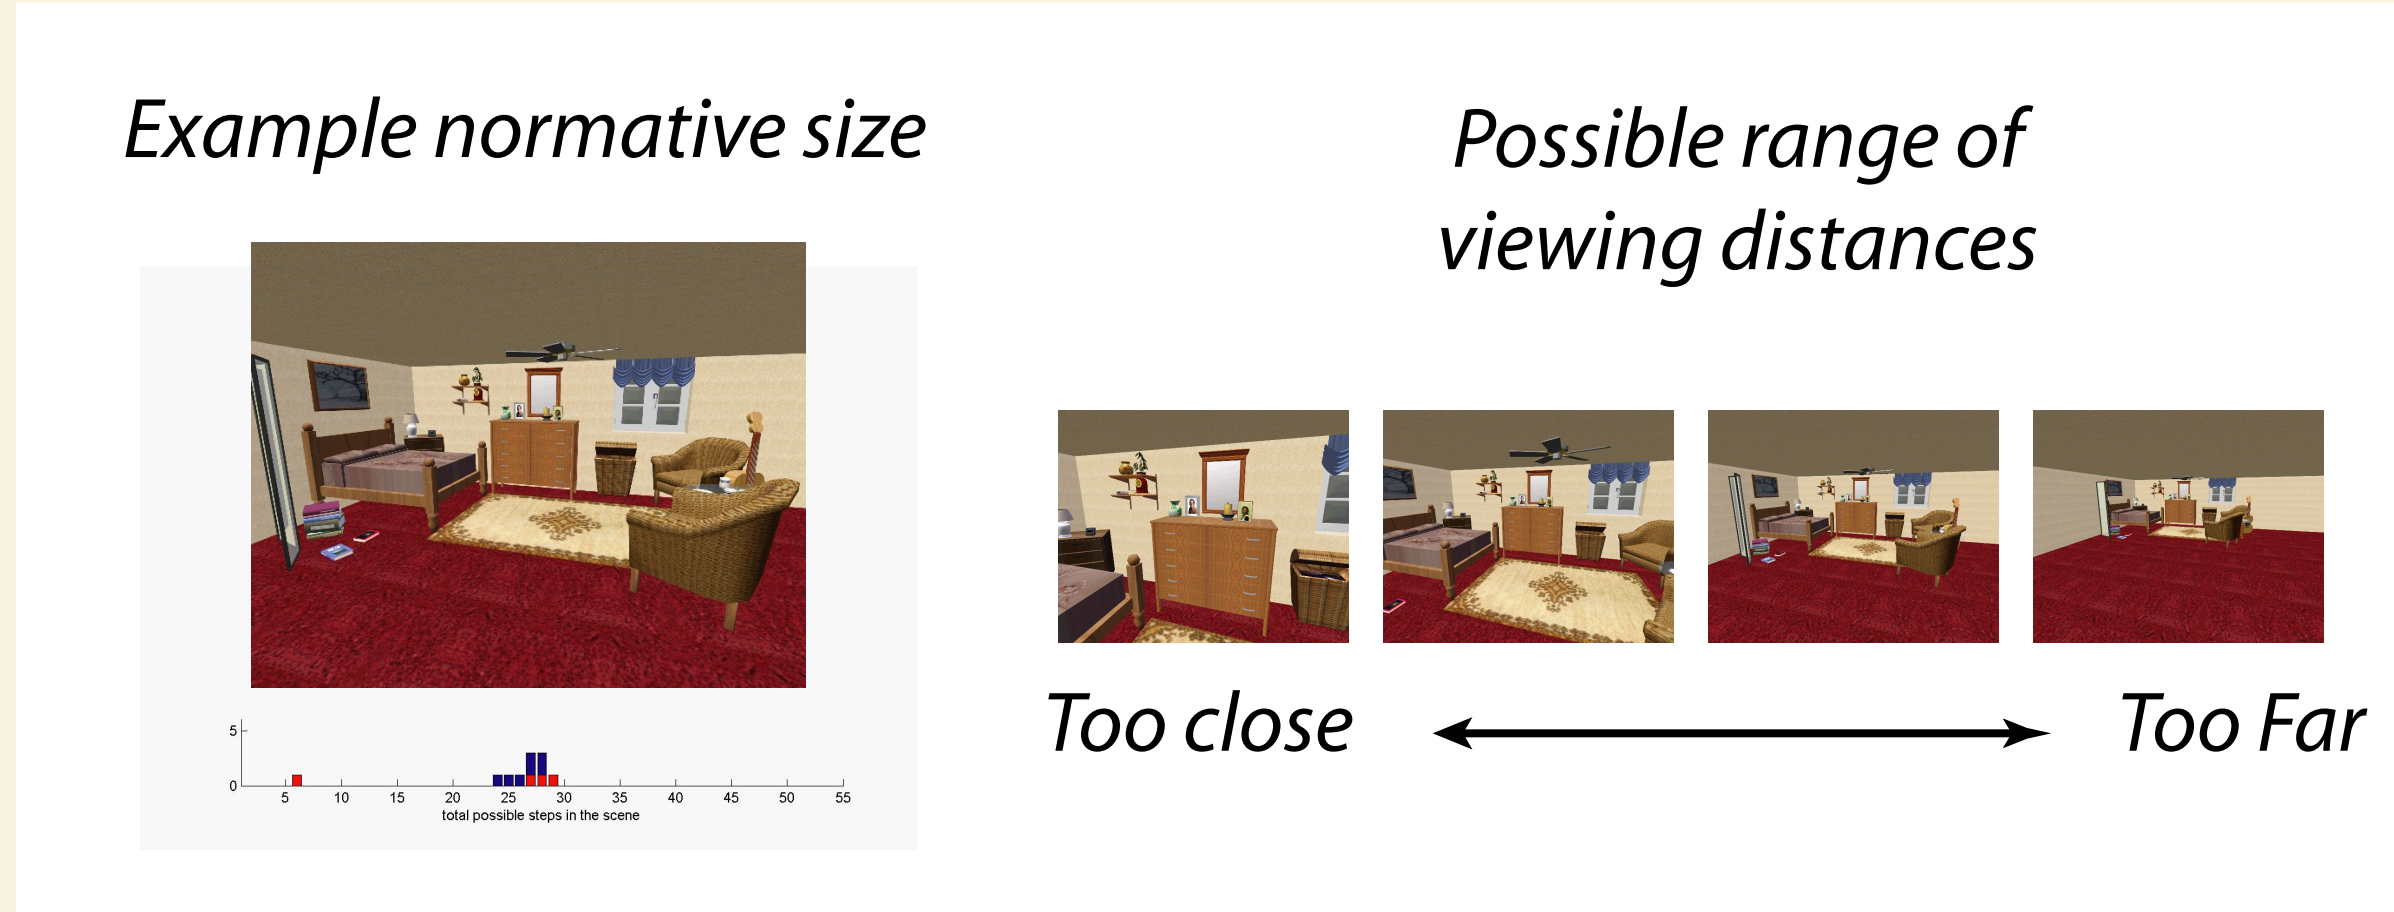 Example normative size
5
0
5 10 15 20 25 30 35 40 45 50 55
total possible steps in the scene
Possible range of
viewing distances
Too close
Too Far